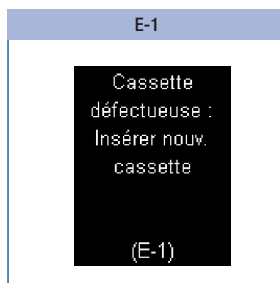 E-1
Cassette
défectueuse :
Insérer nouv.
cassette
(E-1)